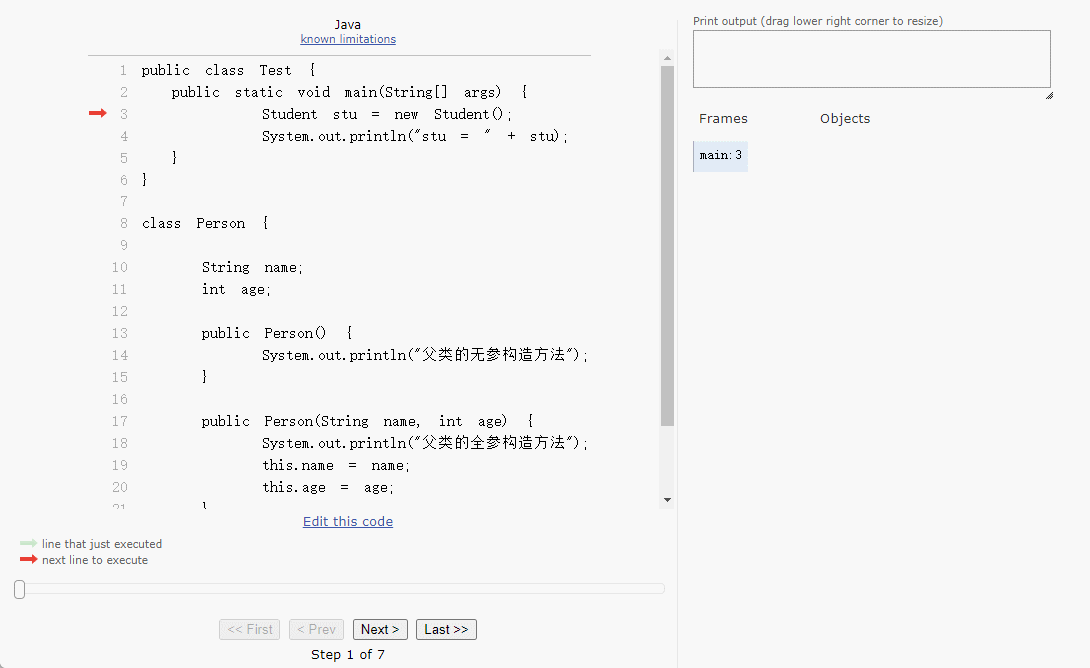 Java
known limitations
1 public class Test {
2 public static void main(String[] args) {
3 Student stu = new Student();
4 System.out.println("stu = " + stu);
5 }
6 }
7
8 class Person {
9
10 String name;
11 int age;
12
13 public Person() {
14 System.out.println("父类的无参构造方法");
15 }
16
17 public Person(String name, int age) {
18 System.out.println("父类的全参构造方法");
19 this.name = name;
20 this.age = age;
21 }
Edit this code
line that just executed
next line to execute
<< First
< Prev
Next >
Last >>
Step 1 of 7
Print output (drag lower right corner to resize)
Frames
Objects
main:3